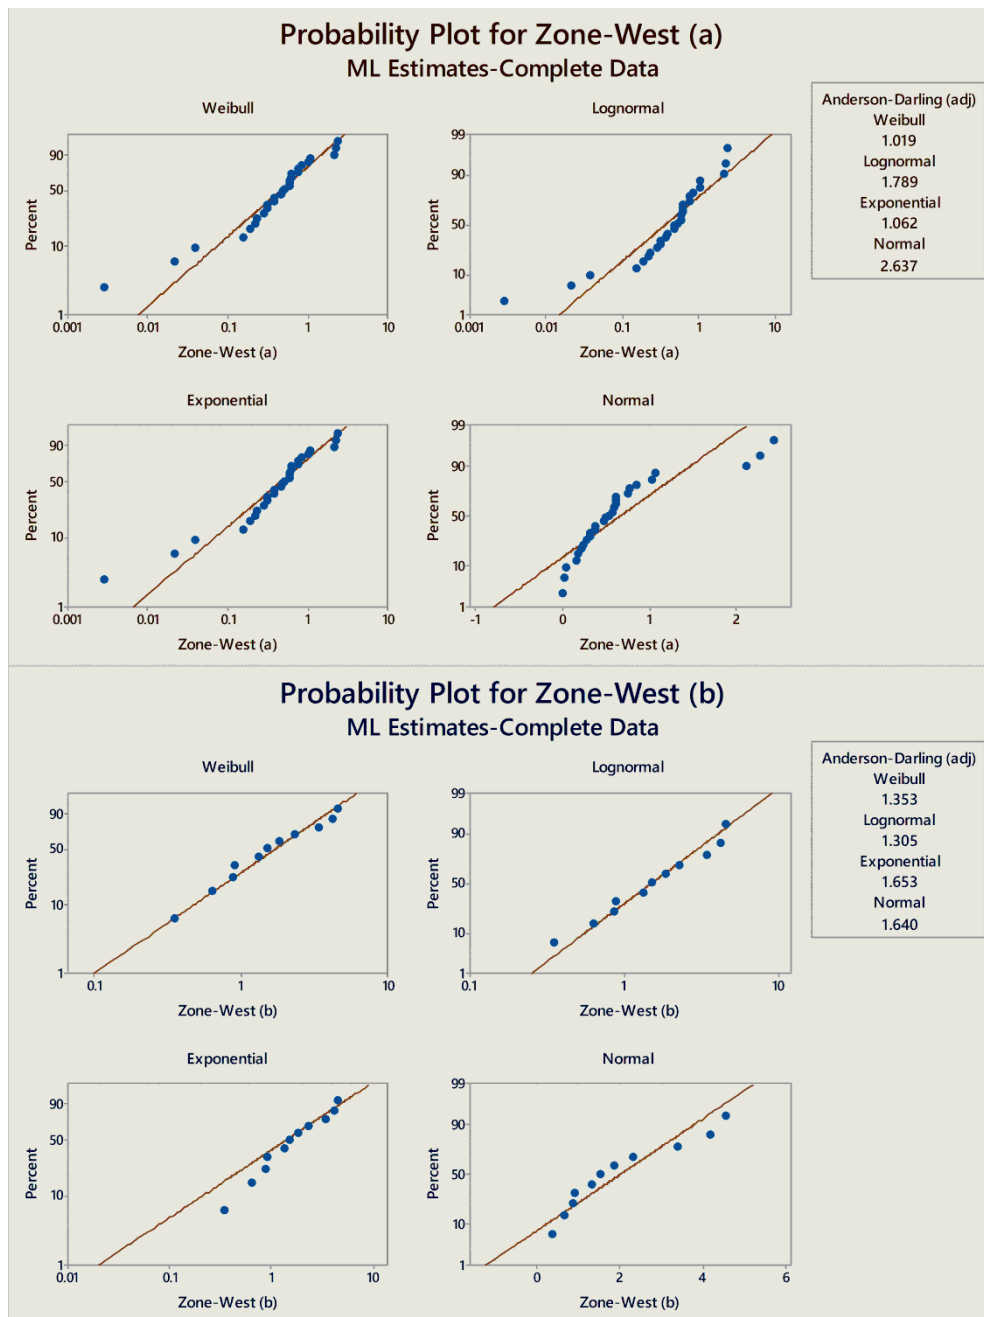 Probability Plot for Zone-West (a)
ML Estimates-Complete Data
Weibull
Percent
90
50
10
1
0.001 0.01 0.1 1 10
Zone-West (a)
Lognormal
Percent
99
90
50
10
1
0.001 0.01 0.1 1 10
Zone-West (a)
Anderson-Darling (adj)
Weibull
1.019
Lognormal
1.789
Exponential
1.062
Normal
2.637
Exponential
Percent
90
50
10
1
0.001 0.01 0.1 1 10
Zone-West (a)
Normal
Percent
99
90
50
10
1
-1 0 1 2
Zone-West (a)
Probability Plot for Zone-West (b)
ML Estimates-Complete Data
Weibull
Percent
90
50
10
1
0.1 1 10
Zone-West (b)
Lognormal
Percent
99
90
50
10
1
0.1 1 10
Zone-West (b)
Anderson-Darling (adj)
Weibull
1.353
Lognormal
1.305
Exponential
1.653
Normal
1.640
Exponential
Percent
90
50
10
1
0.01 0.1 1 10
Zone-West (b)
Normal
Percent
99
90
50
10
1
0 2 4 6
Zone-West (b)